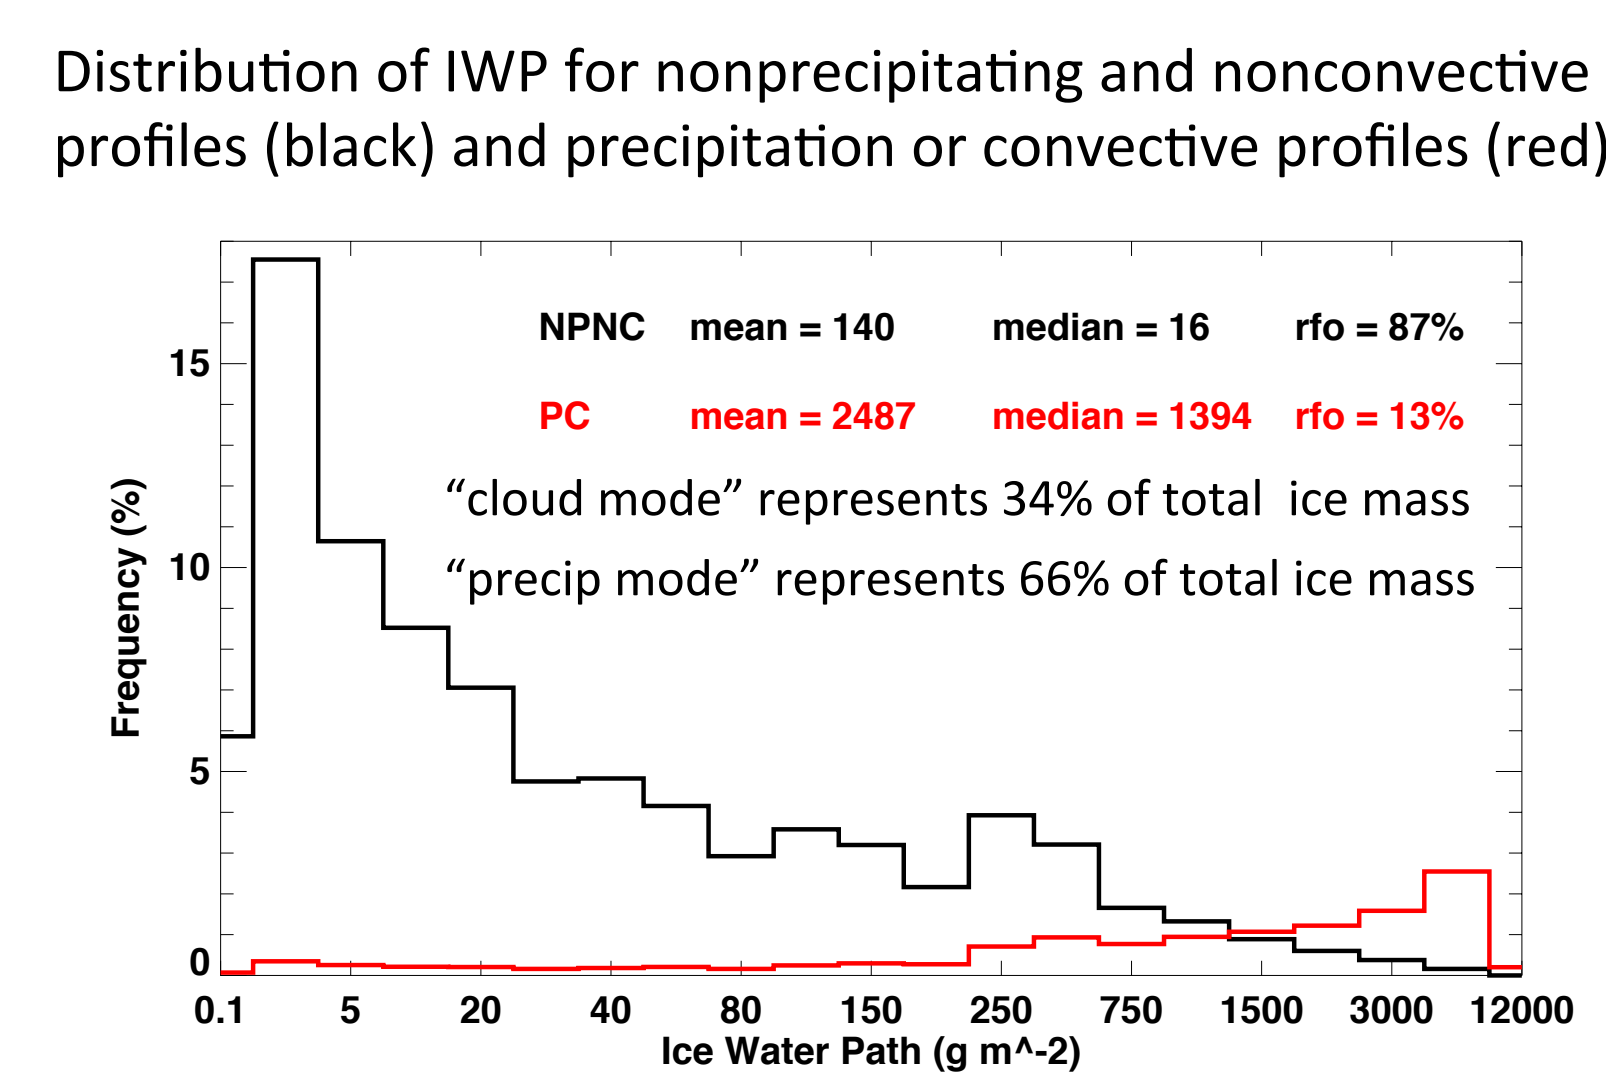 Distribution of IWP for nonprecipitating and nonconvective
profiles (black) and precipitation or convective profiles (red)
NPNC mean = 140 median = 16 rfo = 87%
PC mean = 2487 median = 1394 rfo = 13%
“cloud mode” represents 34% of total  ice mass
“precip mode” represents 66% of total ice mass
Frequency (%)
15
10
5
0
0.1 5 20 40 80 150 250 750 1500 3000 12000
Ice Water Path (g m^-2)